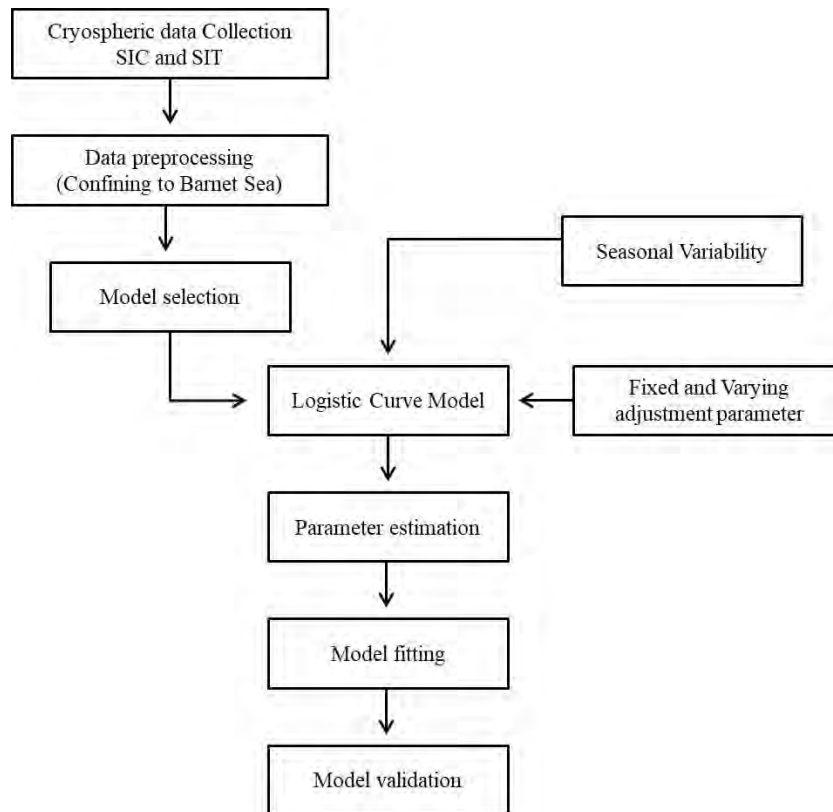 Cryospheric data Collection
SIC and SIT
Data preprocessing
(Confining to Barnet Sea)
Seasonal Variability
Model selection
Logistic Curve Model
Fixed and Varying
adjustment parameter
Parameter estimation
Model fitting
Model validation